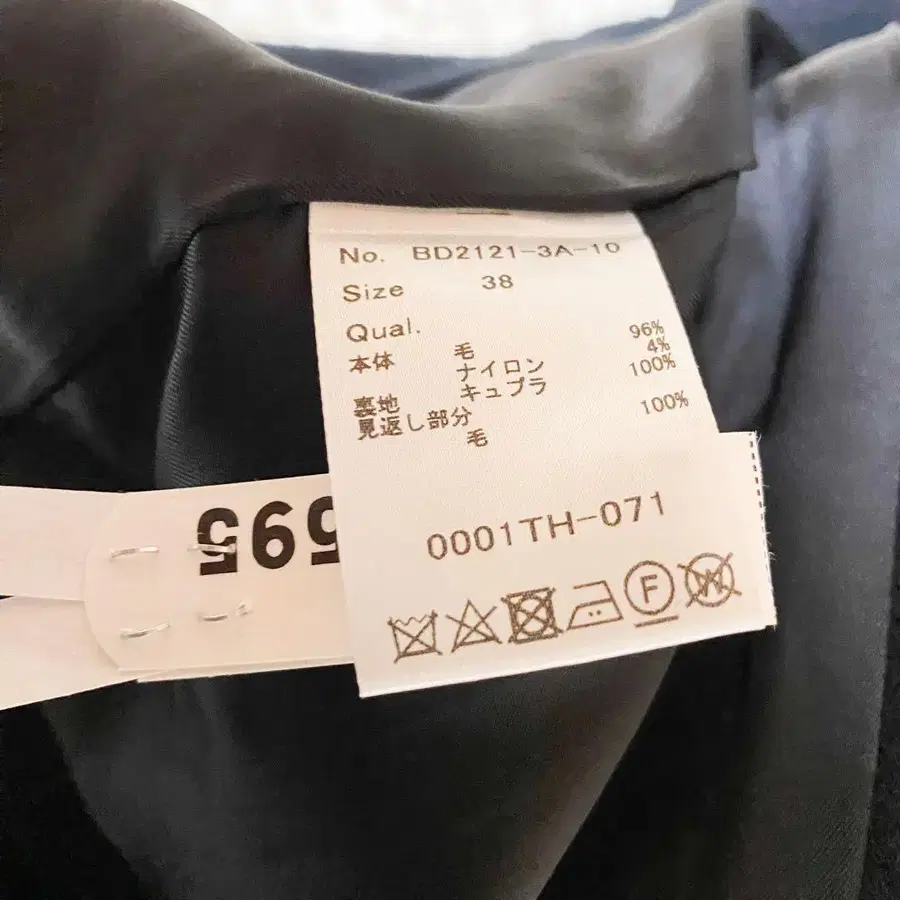 No. BD2121-3A-10
Size 38
Qual.
本体 毛 96%
ナイロン 4%
裏地 キュプラ 100%
見返し部分
毛 100%
0001TH-071
F
W
595